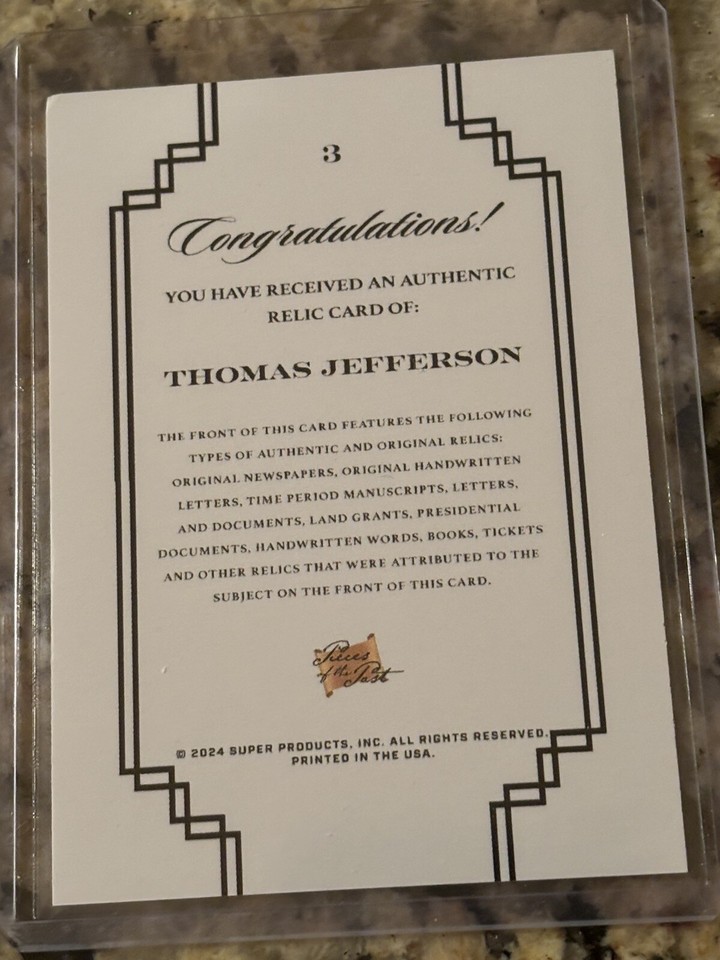 3
Congratulations!
YOU HAVE RECEIVED AN AUTHENTIC
RELIC CARD OF:
THOMAS JEFFERSON
THE FRONT OF THIS CARD FEATURES THE FOLLOWING
TYPES OF AUTHENTIC AND ORIGINAL RELICS:
ORIGINAL NEWSPAPERS, ORIGINAL HANDWRITTEN
LETTERS, TIME PERIOD MANUSCRIPTS, LETTERS,
AND DOCUMENTS, LAND GRANTS, PRESIDENTIAL
DOCUMENTS, HANDWRITTEN WORDS, BOOKS, TICKETS
AND OTHER RELICS THAT WERE ATTRIBUTED TO THE
SUBJECT ON THE FRONT OF THIS CARD.
Pieces
of the Past
© 2024 SUPER PRODUCTS, INC. ALL RIGHTS RESERVED.
PRINTED IN THE USA.